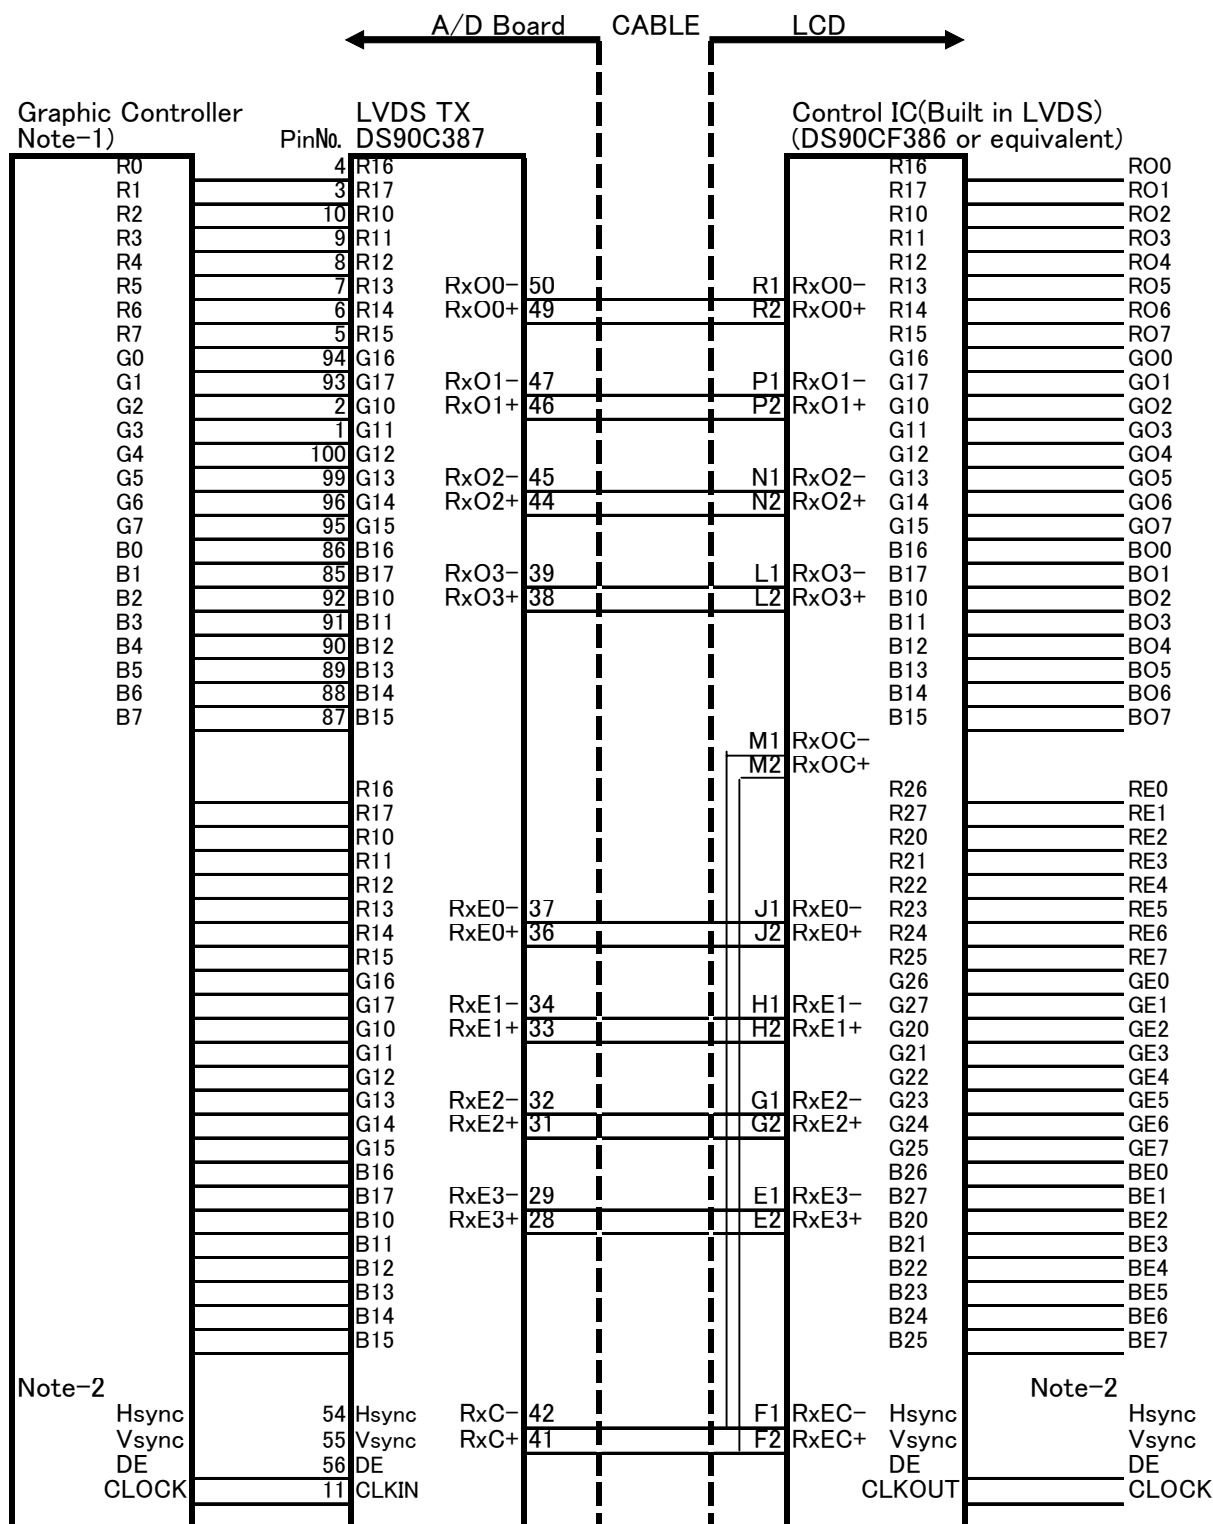 A/D Board CABLE LCD
Graphic Controller LVDS TX Control IC(Built in LVDS)
Note-1) PinNo. DS90C387 (DS90CF386 or equivalent)
R0 4 R16 R16 RO0
R1 3 R17 R17 RO1
R2 10 R10 R10 RO2
R3 9 R11 R11 RO3
R4 8 R12 R12 RO4
R5 7 R13 RxO0- 50 R1 RxO0- R13 RO5
R6 6 R14 RxO0+ 49 R2 RxO0+ R14 RO6
R7 5 R15 R15 RO7
G0 94 G16 G16 GO0
G1 93 G17 RxO1- 47 P1 RxO1- G17 GO1
G2 2 G10 RxO1+ 46 P2 RxO1+ G10 GO2
G3 1 G11 G11 GO3
G4 100 G12 G12 GO4
G5 99 G13 RxO2- 45 N1 RxO2- G13 GO5
G6 96 G14 RxO2+ 44 N2 RxO2+ G14 GO6
G7 95 G15 G15 GO7
B0 86 B16 B16 BO0
B1 85 B17 RxO3- 39 L1 RxO3- B17 BO1
B2 92 B10 RxO3+ 38 L2 RxO3+ B10 BO2
B3 91 B11 B11 BO3
B4 90 B12 B12 BO4
B5 89 B13 B13 BO5
B6 88 B14 B14 BO6
B7 87 B15 B15 BO7
M1 RxOC-
M2 RxOC+
R16 R26 RE0
R17 R27 RE1
R10 R20 RE2
R11 R21 RE3
R12 R22 RE4
R13 RxE0- 37 J1 RxE0- R23 RE5
R14 RxE0+ 36 J2 RxE0+ R24 RE6
R15 R25 RE7
G16 G26 GE0
G17 RxE1- 34 H1 RxE1- G27 GE1
G10 RxE1+ 33 H2 RxE1+ G20 GE2
G11 G21 GE3
G12 G22 GE4
G13 RxE2- 32 G1 RxE2- G23 GE5
G14 RxE2+ 31 G2 RxE2+ G24 GE6
G15 G25 GE7
B16 B26 BE0
B17 RxE3- 29 E1 RxE3- B27 BE1
B10 RxE3+ 28 E2 RxE3+ B20 BE2
B11 B21 BE3
B12 B22 BE4
B13 B23 BE5
B14 B24 BE6
B15 B25 BE7
Note-2 Note-2
Hsync 54 Hsync RxC- 42 F1 RxEC- Hsync Hsync
Vsync 55 Vsync RxC+ 41 F2 RxEC+ Vsync Vsync
DE 56 DE DE DE
CLOCK 11 CLKIN CLKOUT CLOCK